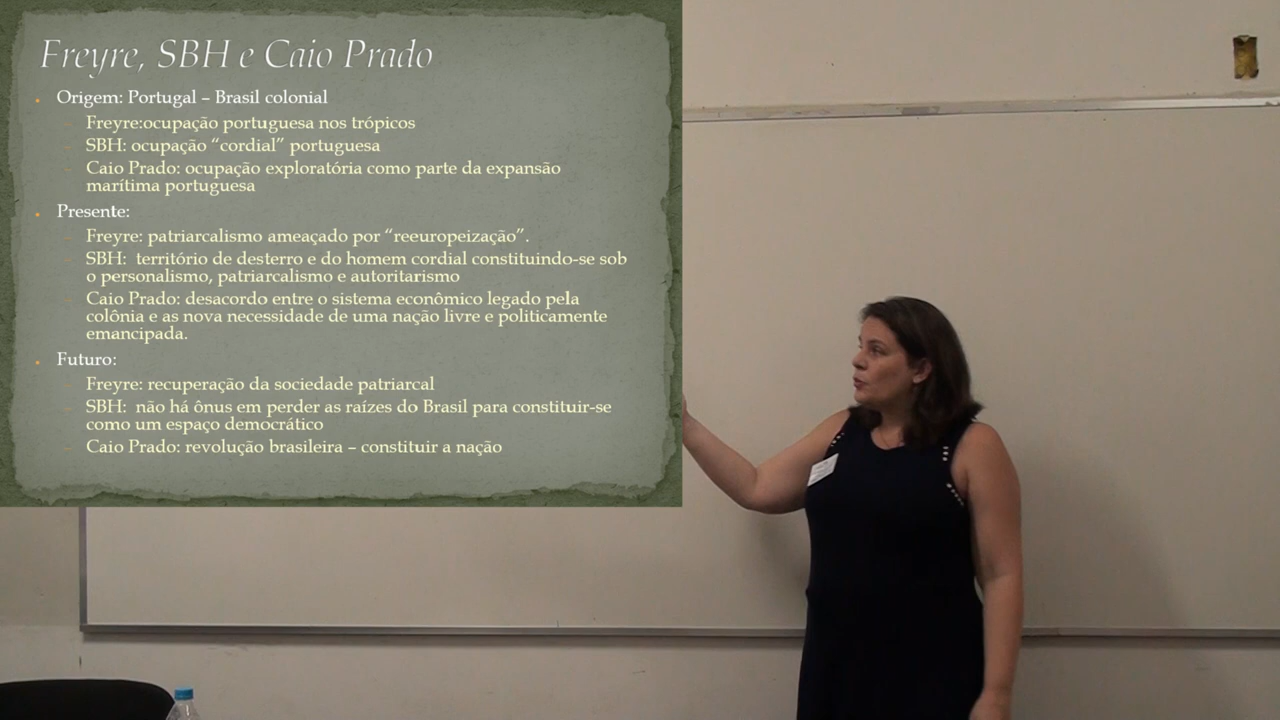 Freyre, SBH e Caio Prado
Origem: Portugal – Brasil colonial
Freyre:ocupação portuguesa nos trópicos
SBH: ocupação “cordial” portuguesa
Caio Prado: ocupação exploratória como parte da expansão
marítima portuguesa
Presente:
Freyre: patriarcalismo ameaçado por “reeuropeização”.
SBH: território de desterro e do homem cordial constituindo-se sob
o personalismo, patriarcalismo e autoritarismo
Caio Prado: desacordo entre o sistema econômico legado pela
colônia e as nova necessidade de uma nação livre e politicamente
emancipada.
Futuro:
Freyre: recuperação da sociedade patriarcal
SBH: não há ônus em perder as raízes do Brasil para constituir-se
como um espaço democrático
Caio Prado: revolução brasileira – constituir a nação